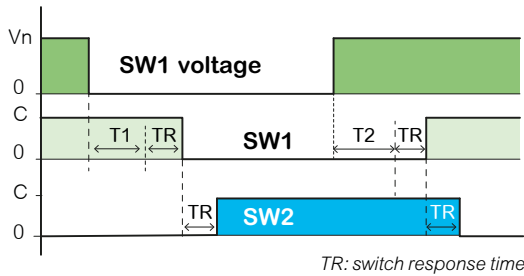 Vn
SW1 voltage
0
C
T1 TR SW1 T2 TR
0
C
TR SW2 TR
0
TR: switch response time